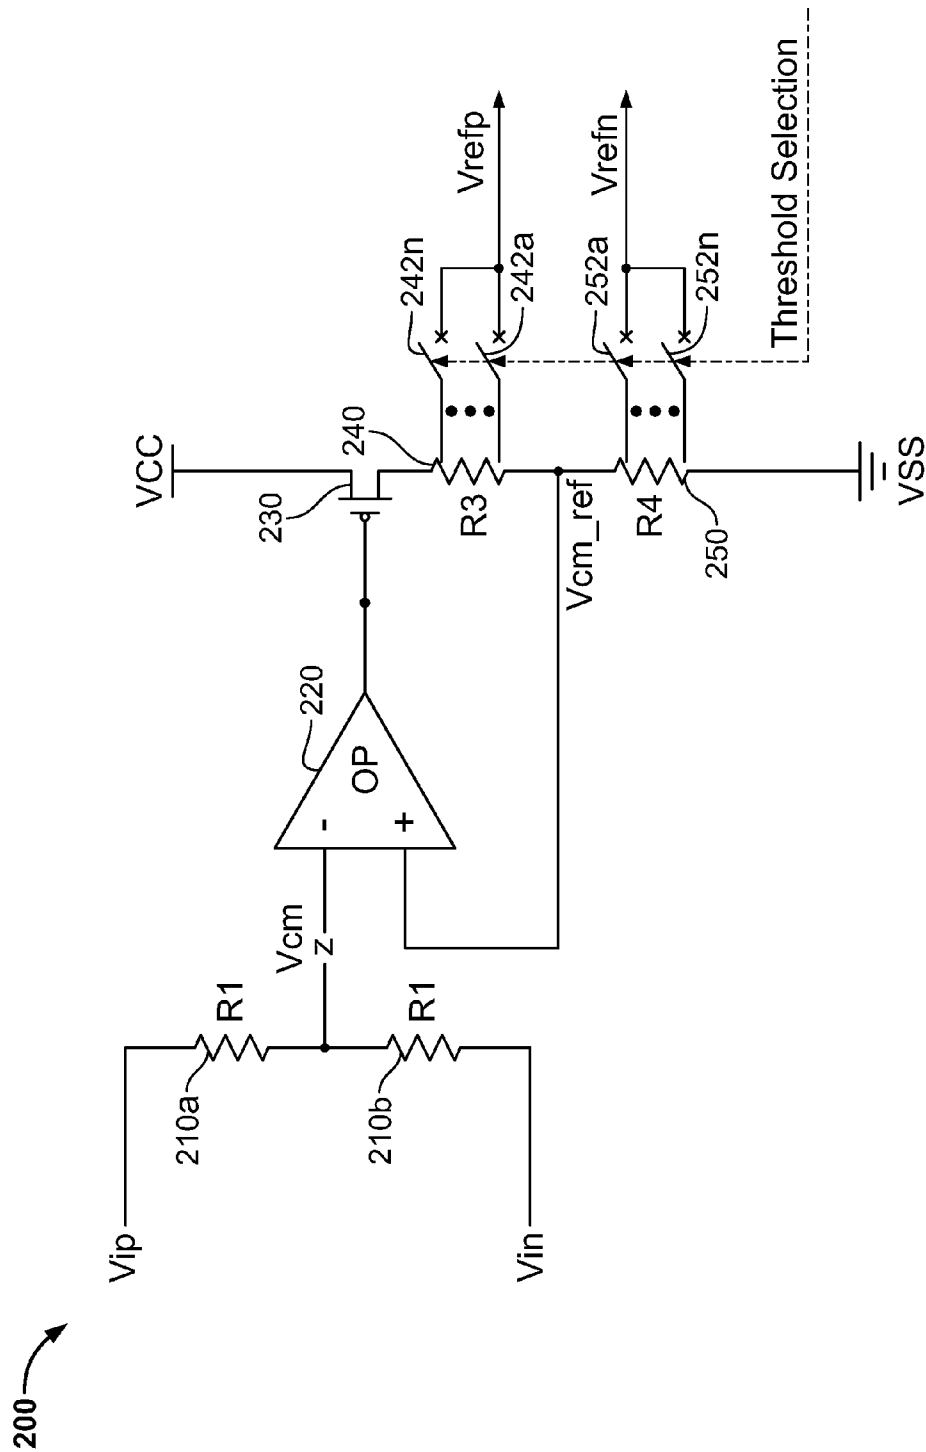 200
Vip
Vin
210a
R1
210b
R1
Vcm
Z
220
OP
-
+
VCC
230
240
R3
Vcm_ref
R4
250
VSS
242n
242a
252a
252n
Vrefp
Vrefn
Threshold Selection